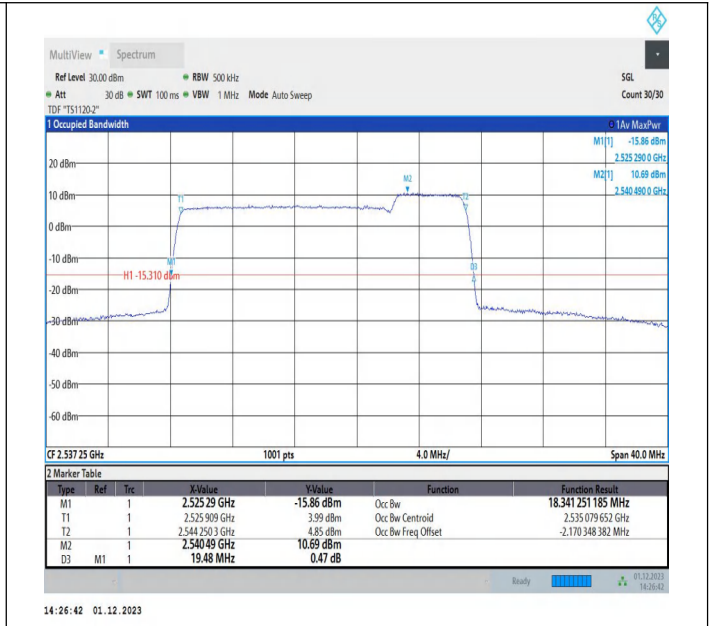 MultiView Spectrum
Ref Level 30.00 dBm RBW 500 kHz SGL
Att 30 dB SWT 100 ms VBW 1 MHz Mode Auto Sweep Count 30/30
TDF "TS1120-2"
1 Occupied Bandwidth 1Av MaxPwr
M1[1] -15.86 dBm
2.525 290 0 GHz
M2[1] 10.69 dBm
2.540 490 0 GHz
20 dBm
M2
10 dBm
T1 T2
0 dBm
-10 dBm
M1 D3
H1 -15.310 dBm
-20 dBm
-30 dBm
-40 dBm
-50 dBm
-60 dBm
CF 2.537 25 GHz 1001 pts 4.0 MHz/ Span 40.0 MHz
2 Marker Table
Type Ref Trc X-Value Y-Value Function Function Result
M1 1 2.525 29 GHz -15.86 dBm Occ Bw 18.341 251 185 MHz
T1 1 2.525 909 GHz 3.99 dBm Occ Bw Centroid 2.535 079 652 GHz
T2 1 2.544 250 3 GHz 4.85 dBm Occ Bw Freq Offset -2.170 348 382 MHz
M2 1 2.540 49 GHz 10.69 dBm
D3 M1 1 19.48 MHz 0.47 dB
Ready 01.12.2023
14:26:42
14:26:42 01.12.2023